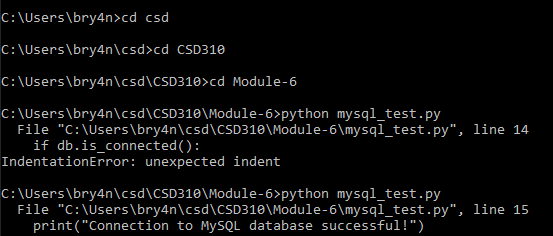 C:\Users\bry4n>cd csd
C:\Users\bry4n\csd>cd CSD310
C:\Users\bry4n\csd\CSD310>cd Module-6
C:\Users\bry4n\csd\CSD310\Module-6>python mysql_test.py
  File "C:\Users\bry4n\csd\CSD310\Module-6\mysql_test.py", line 14
    if db.is_connected():
IndentationError: unexpected indent
C:\Users\bry4n\csd\CSD310\Module-6>python mysql_test.py
  File "C:\Users\bry4n\csd\CSD310\Module-6\mysql_test.py", line 15
    print("Connection to MySQL database successful!")